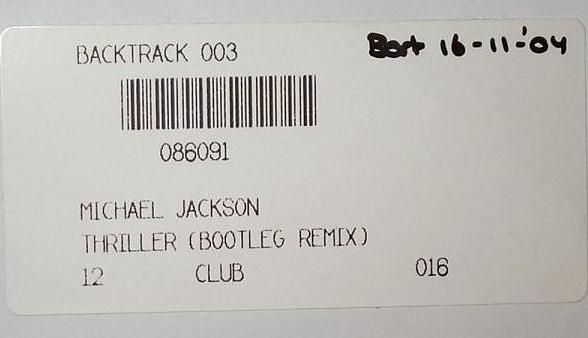 BACKTRACK 003
Bart 16-11-'04
086091
MICHAEL JACKSON
THRILLER (BOOTLEG REMIX)
12 CLUB 016